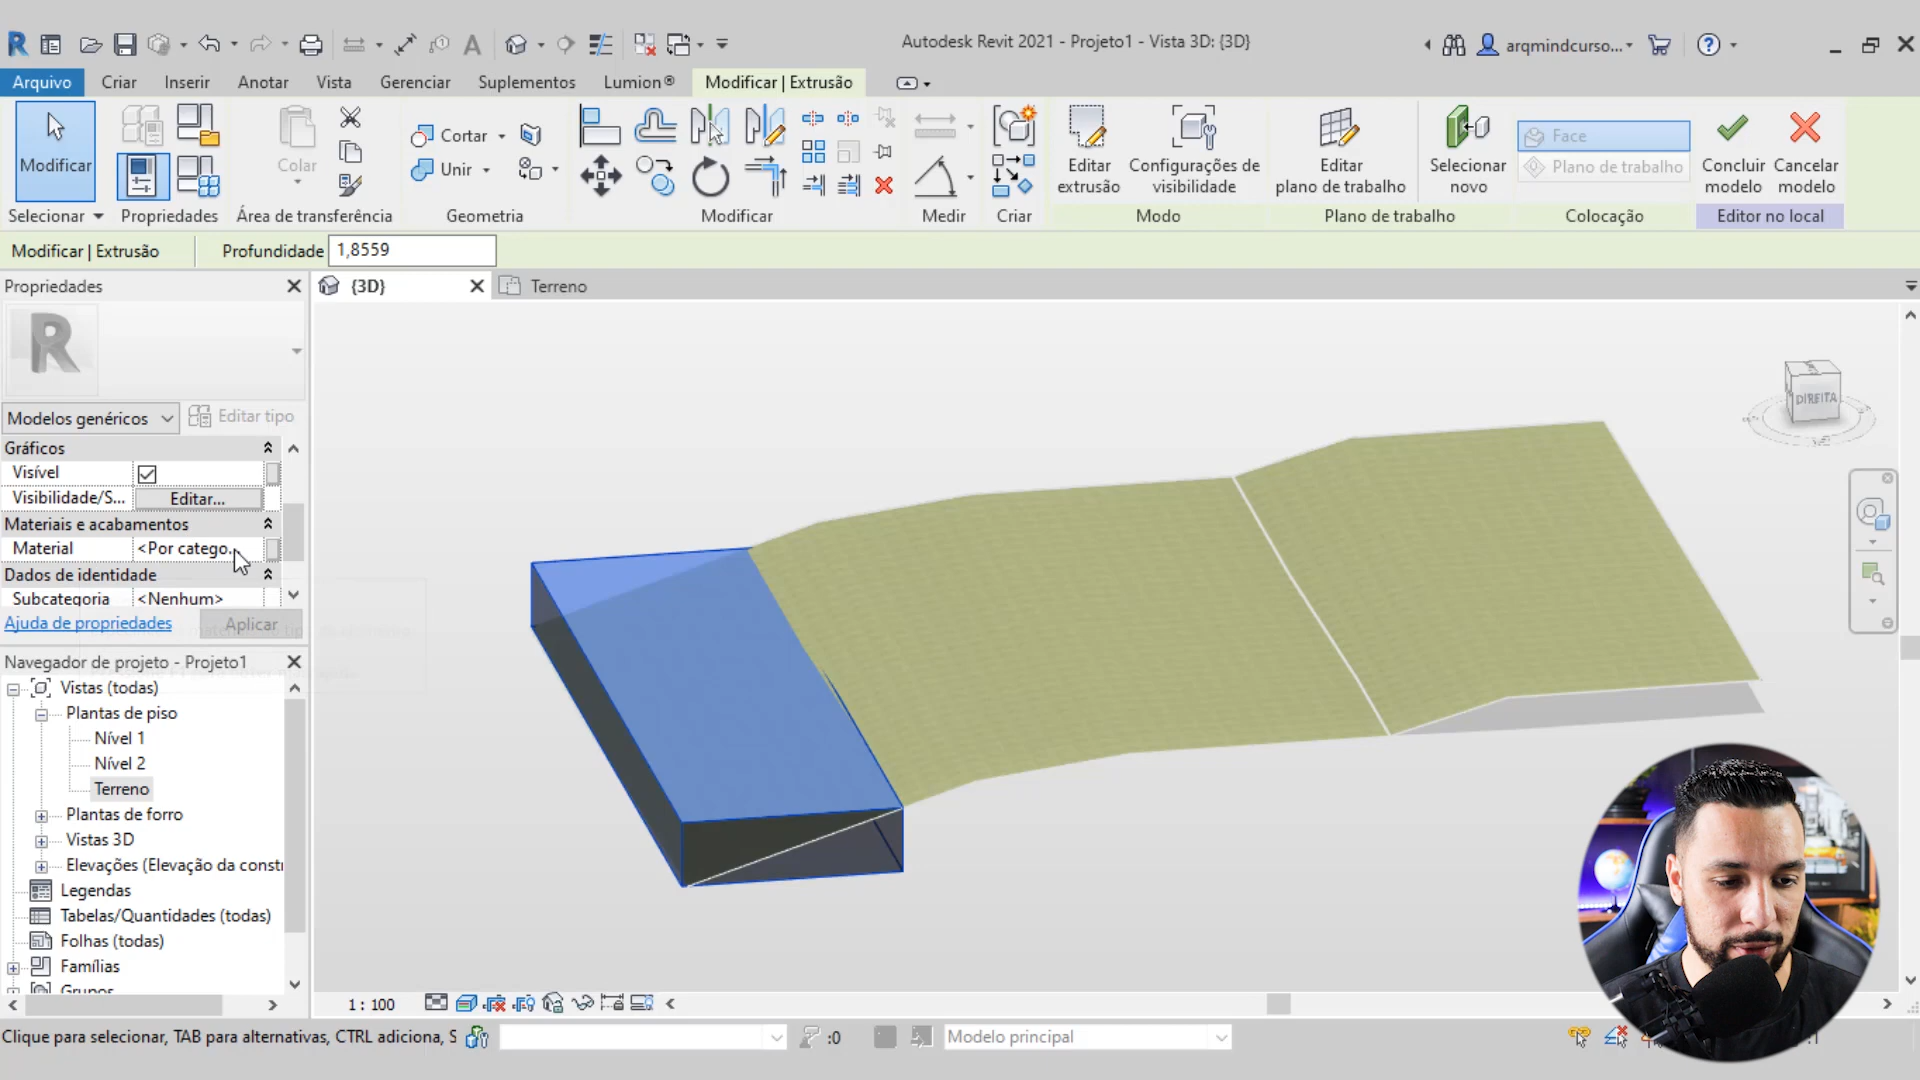 Autodesk Revit 2021 - Projeto1 - Vista 3D: {3D}
arqmindcurso...
Arquivo Criar Inserir Anotar Vista Gerenciar Suplementos Lumion® Modificar | Extrusão
Modificar
Colar
Cortar
Unir
Editar extrusão
Configurações de visibilidade
Editar plano de trabalho
Selecionar novo
Face
Plano de trabalho
Concluir modelo
Cancelar modelo
Selecionar Propriedades Área de transferência Geometria Modificar Medir Criar Modo Plano de trabalho Colocação Editor no local
Modificar | Extrusão Profundidade 1,8559
Propriedades
{3D} Terreno
R
Modelos genéricos Editar tipo
Gráficos
Visível
Visibilidade/S... Editar...
Materiais e acabamentos
Material <Por catego...
Dados de identidade
Subcategoria <Nenhum>
Ajuda de propriedades Aplicar
DIREITA
Navegador de projeto - Projeto1
Vistas (todas)
Plantas de piso
Nível 1
Nível 2
Terreno
Plantas de forro
Vistas 3D
Elevações (Elevação da constr
Legendas
Tabelas/Quantidades (todas)
Folhas (todas)
Famílias
Grupos
1 : 100
Clique para selecionar, TAB para alternativas, CTRL adiciona, S
:0
Modelo principal